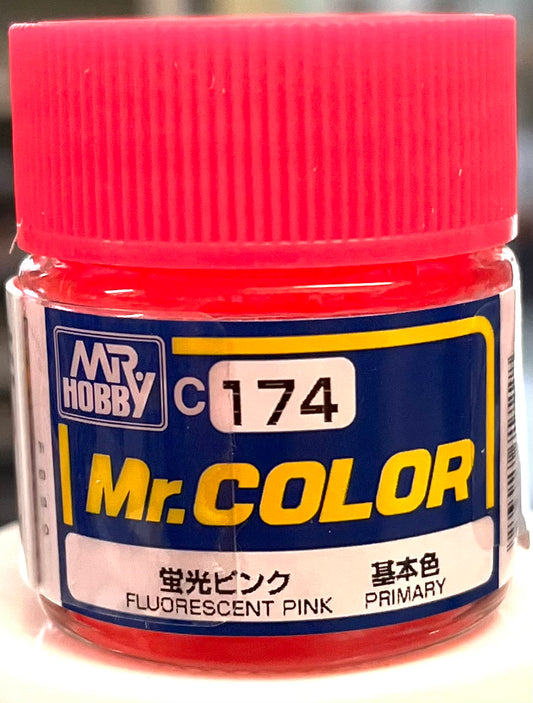 MR HOBBY
C 174
Mr.COLOR
蛍光ピンク 基本色
FLUORESCENT PINK PRIMARY